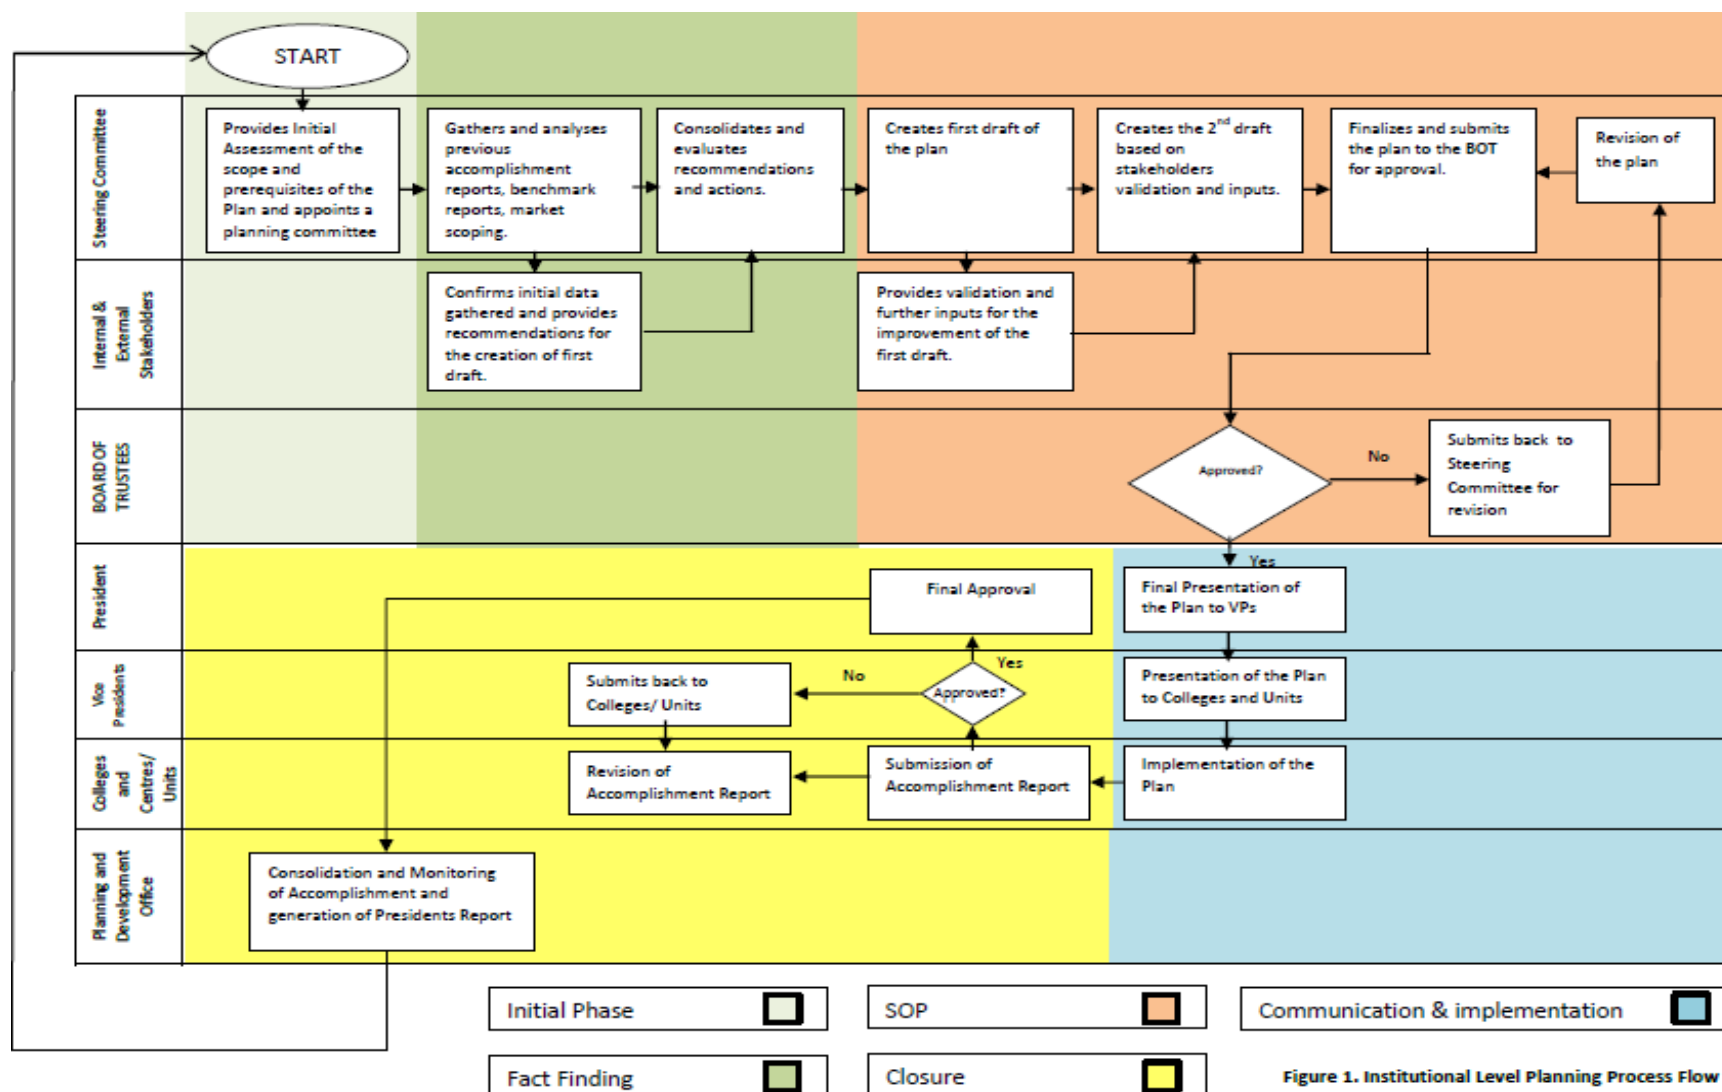 START
Steering Committee
Provides Initial
Assessment of the
scope and
prerequisites of the
Plan and appoints a
planning committee
Gathers and analyses
previous
accomplishment
reports, benchmark
reports, market
scoping.
Consolidates and
evaluates
recommendations
and actions.
Creates first draft of
the plan
Creates the 2nd draft
based on
stakeholders
validation and inputs.
Finalizes and submits
the plan to the BOT
for approval.
Revision of
the plan
Internal &
External
Stakeholders
Confirms initial data
gathered and provides
recommendations for
the creation of first
draft.
Provides validation and
further inputs for the
improvement of the
first draft.
BOARD OF
TRUSTEES
Approved?
No
Submits back to
Steering
Committee for
revision
Yes
President
Final Approval
Final Presentation of
the Plan to VPs
Vice
Presidents
Submits back to
Colleges/ Units
No
Approved?
Yes
Presentation of the Plan
to Colleges and Units
Colleges
and
Centres/
Units
Revision of
Accomplishment Report
Submission of
Accomplishment Report
Implementation of the
Plan
Planning and
Development
Office
Consolidation and Monitoring
of Accomplishment and
generation of Presidents Report
Initial Phase
SOP
Communication & implementation
Fact Finding
Closure
Figure 1. Institutional Level Planning Process Flow